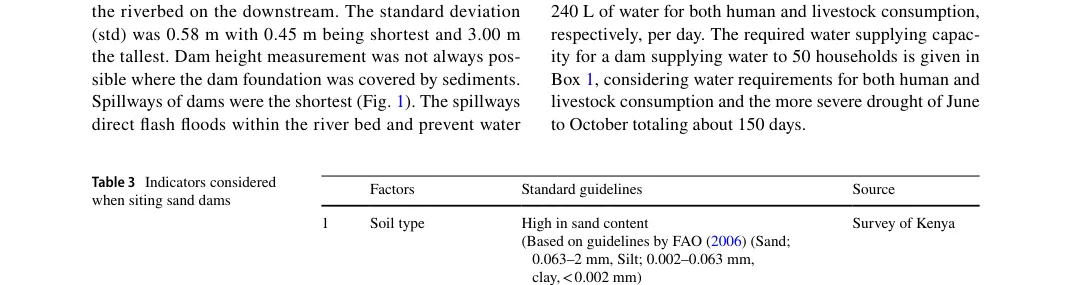 the riverbed on the downstream. The standard deviation
(std) was 0.58 m with 0.45 m being shortest and 3.00 m
the tallest. Dam height measurement was not always pos-
sible where the dam foundation was covered by sediments.
Spillways of dams were the shortest (Fig. 1). The spillways
direct flash floods within the river bed and prevent water
240 L of water for both human and livestock consumption,
respectively, per day. The required water supplying capac-
ity for a dam supplying water to 50 households is given in
Box 1, considering water requirements for both human and
livestock consumption and the more severe drought of June
to October totaling about 150 days.
Table 3 Indicators considered
when siting sand dams
Factors Standard guidelines Source
1 Soil type High in sand content Survey of Kenya
(Based on guidelines by FAO (2006) (Sand;
0.063–2 mm, Silt; 0.002–0.063 mm,
clay, <0.002 mm)